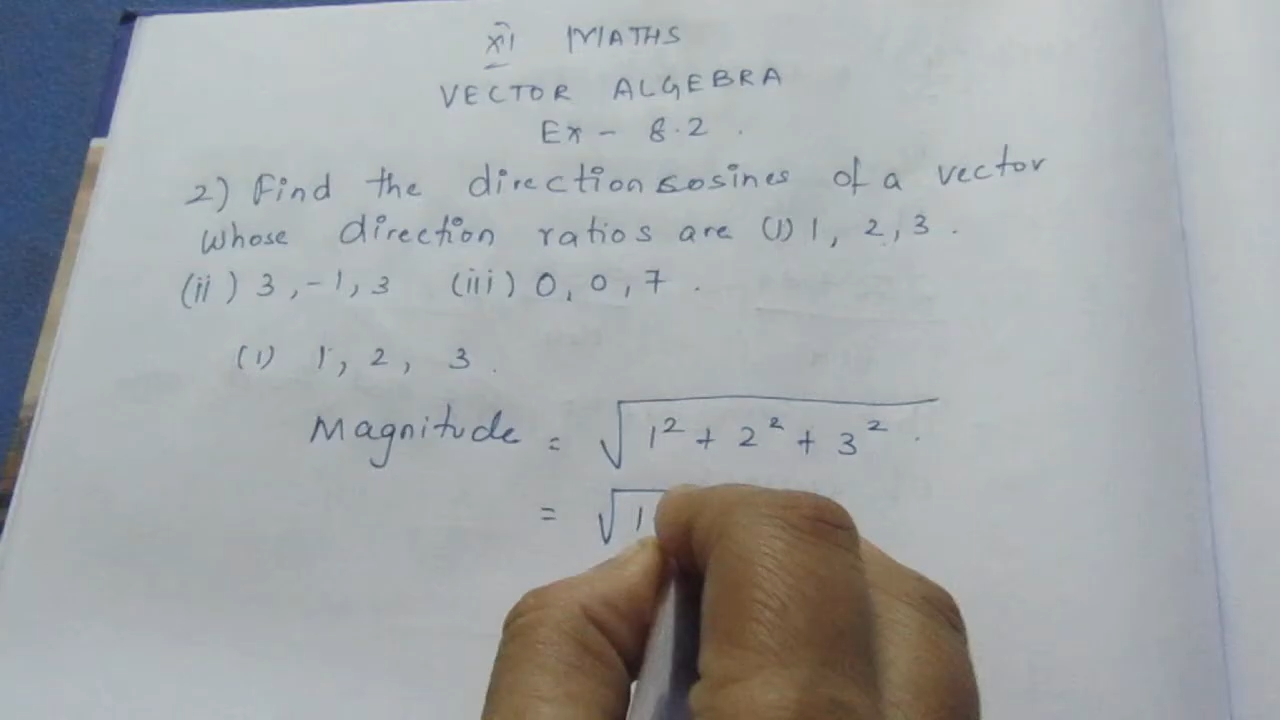 XI MATHS
VECTOR ALGEBRA
Ex - 8.2.
2) Find the direction cosines of a vector
whose direction ratios are (i) 1, 2, 3.
(ii) 3, -1, 3 (iii) 0, 0, 7.
(i) 1, 2, 3.
Magnitude = √1² + 2² + 3².
= √1